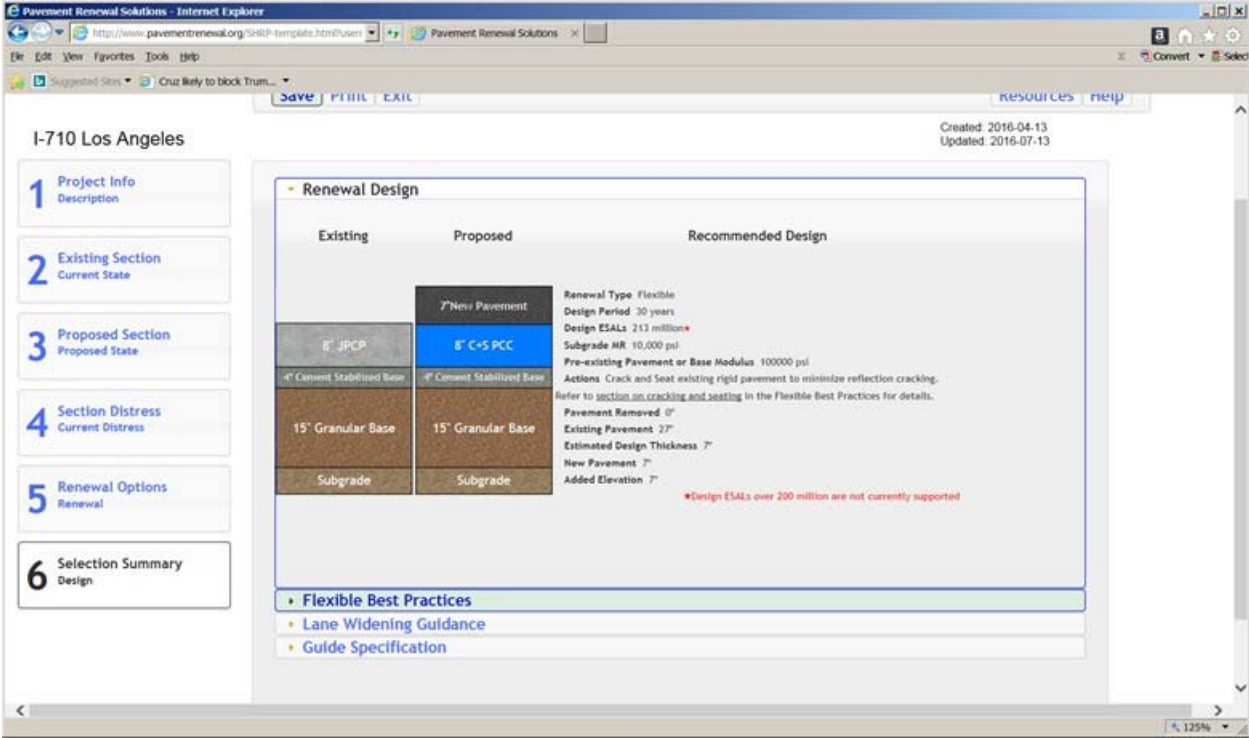 Pavement Renewal Solutions - Internet Explorer
http://www.pavementrenewal.org/SHRP-template.html?user Pavement Renewal Solutions
File Edit View Favorites Tools Help
x Convert Select
Suggested Sites Cruz likely to block Trum...
Save Print Exit Resources Help
I-710 Los Angeles
Created: 2016-04-13
Updated: 2016-07-13
1 Project Info
Description
2 Existing Section
Current State
3 Proposed Section
Proposed State
4 Section Distress
Current Distress
5 Renewal Options
Renewal
6 Selection Summary
Design
Renewal Design
Existing Proposed Recommended Design
8" JPCP
4" Cement Stabilized Base
15" Granular Base
Subgrade
7"New Pavement
8" C+S PCC
4" Cement Stabilized Base
15" Granular Base
Subgrade
Renewal Type Flexible
Design Period 30 years
Design ESALs 213 million*
Subgrade MR 10,000 psi
Pre-existing Pavement or Base Modulus 100000 psi
Actions Crack and Seat existing rigid pavement to minimize reflection cracking.
Refer to section on cracking and seating in the Flexible Best Practices for details.
Pavement Removed 0"
Existing Pavement 27"
Estimated Design Thickness 7"
New Pavement 7"
Added Elevation 7"
*Design ESALs over 200 million are not currently supported
Flexible Best Practices
Lane Widening Guidance
Guide Specification
125%